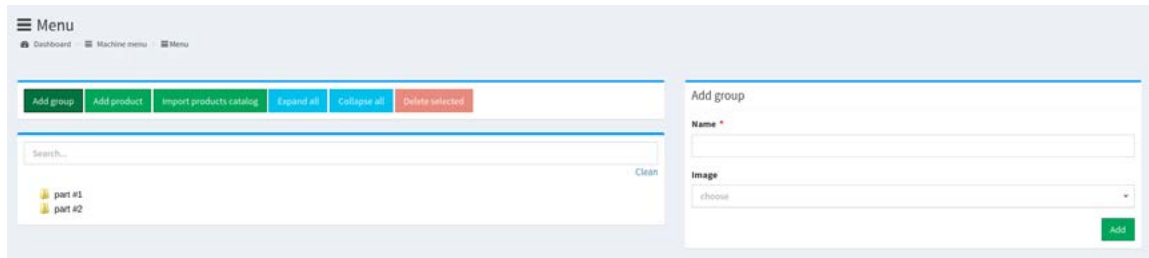 Menu
Dashboard Machine menu Menu
Add group Add product Import products catalog Expand all Collapse all Delete selected
Search...
Clean
part #1
part #2
Add group
Name *
Image
choose
Add